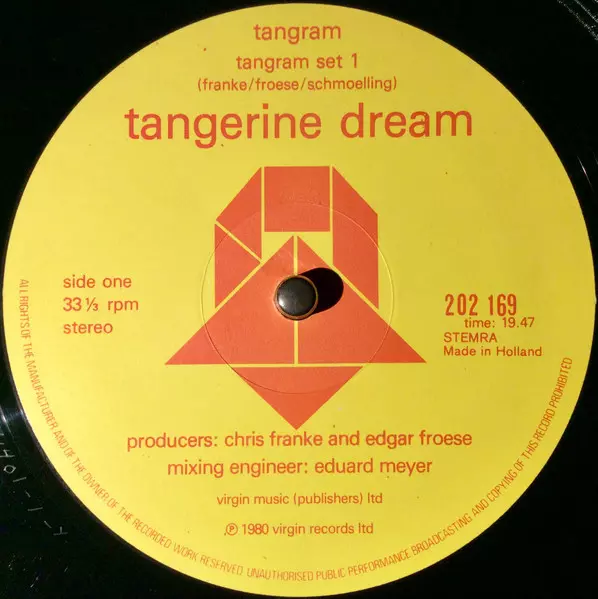 tangram
tangram set 1
(franke/froese/schmoelling)
tangerine dream
side one
33 ⅓ rpm
stereo
202 169
time: 19.47
STEMRA
Made in Holland
producers: chris franke and edgar froese
mixing engineer: eduard meyer
virgin music (publishers) ltd
℗ 1980 virgin records ltd
ALL RIGHTS OF THE MANUFACTURER AND OF THE OWNER OF THE RECORDED WORK RESERVED. UNAUTHORISED PUBLIC PERFORMANCE BROADCASTING AND COPYING OF THIS RECORD PROHIBITED